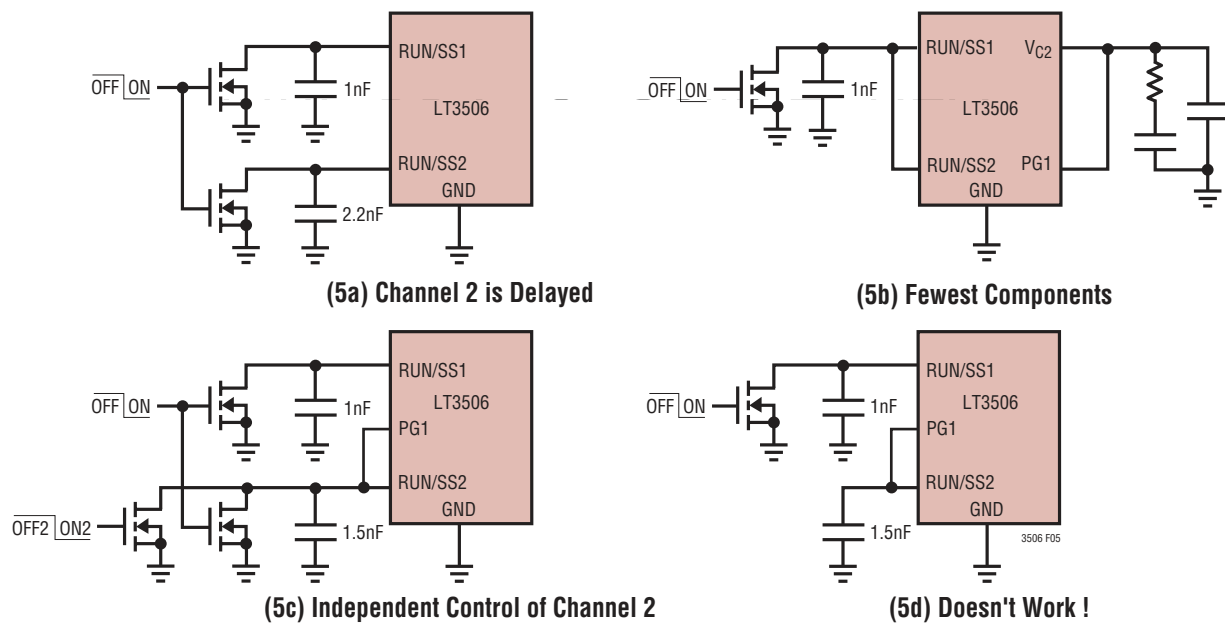 RUN/SS1
OFF ON
1nF
LT3506
RUN/SS2
GND
2.2nF
(5a) Channel 2 is Delayed
RUN/SS1
VC2
OFF ON
1nF
LT3506
RUN/SS2
PG1
GND
(5b) Fewest Components
RUN/SS1
OFF ON
1nF
LT3506
PG1
RUN/SS2
OFF2 ON2
GND
1.5nF
(5c) Independent Control of Channel 2
RUN/SS1
OFF ON
1nF
LT3506
PG1
RUN/SS2
GND
1.5nF
3506 F05
(5d) Doesn't Work !